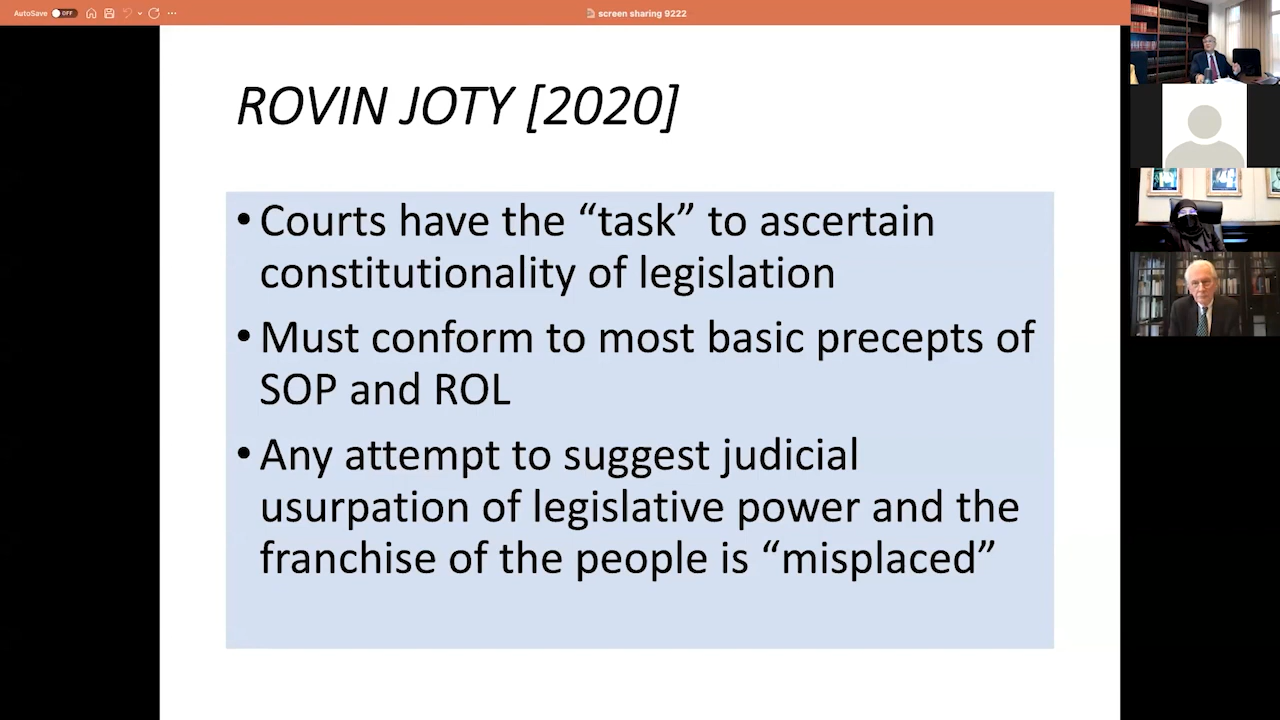 AutoSave OFF
screen sharing 9222
ROVIN JOTY [2020]
• Courts have the “task” to ascertain
constitutionality of legislation
• Must conform to most basic precepts of
SOP and ROL
• Any attempt to suggest judicial
usurpation of legislative power and the
franchise of the people is “misplaced”